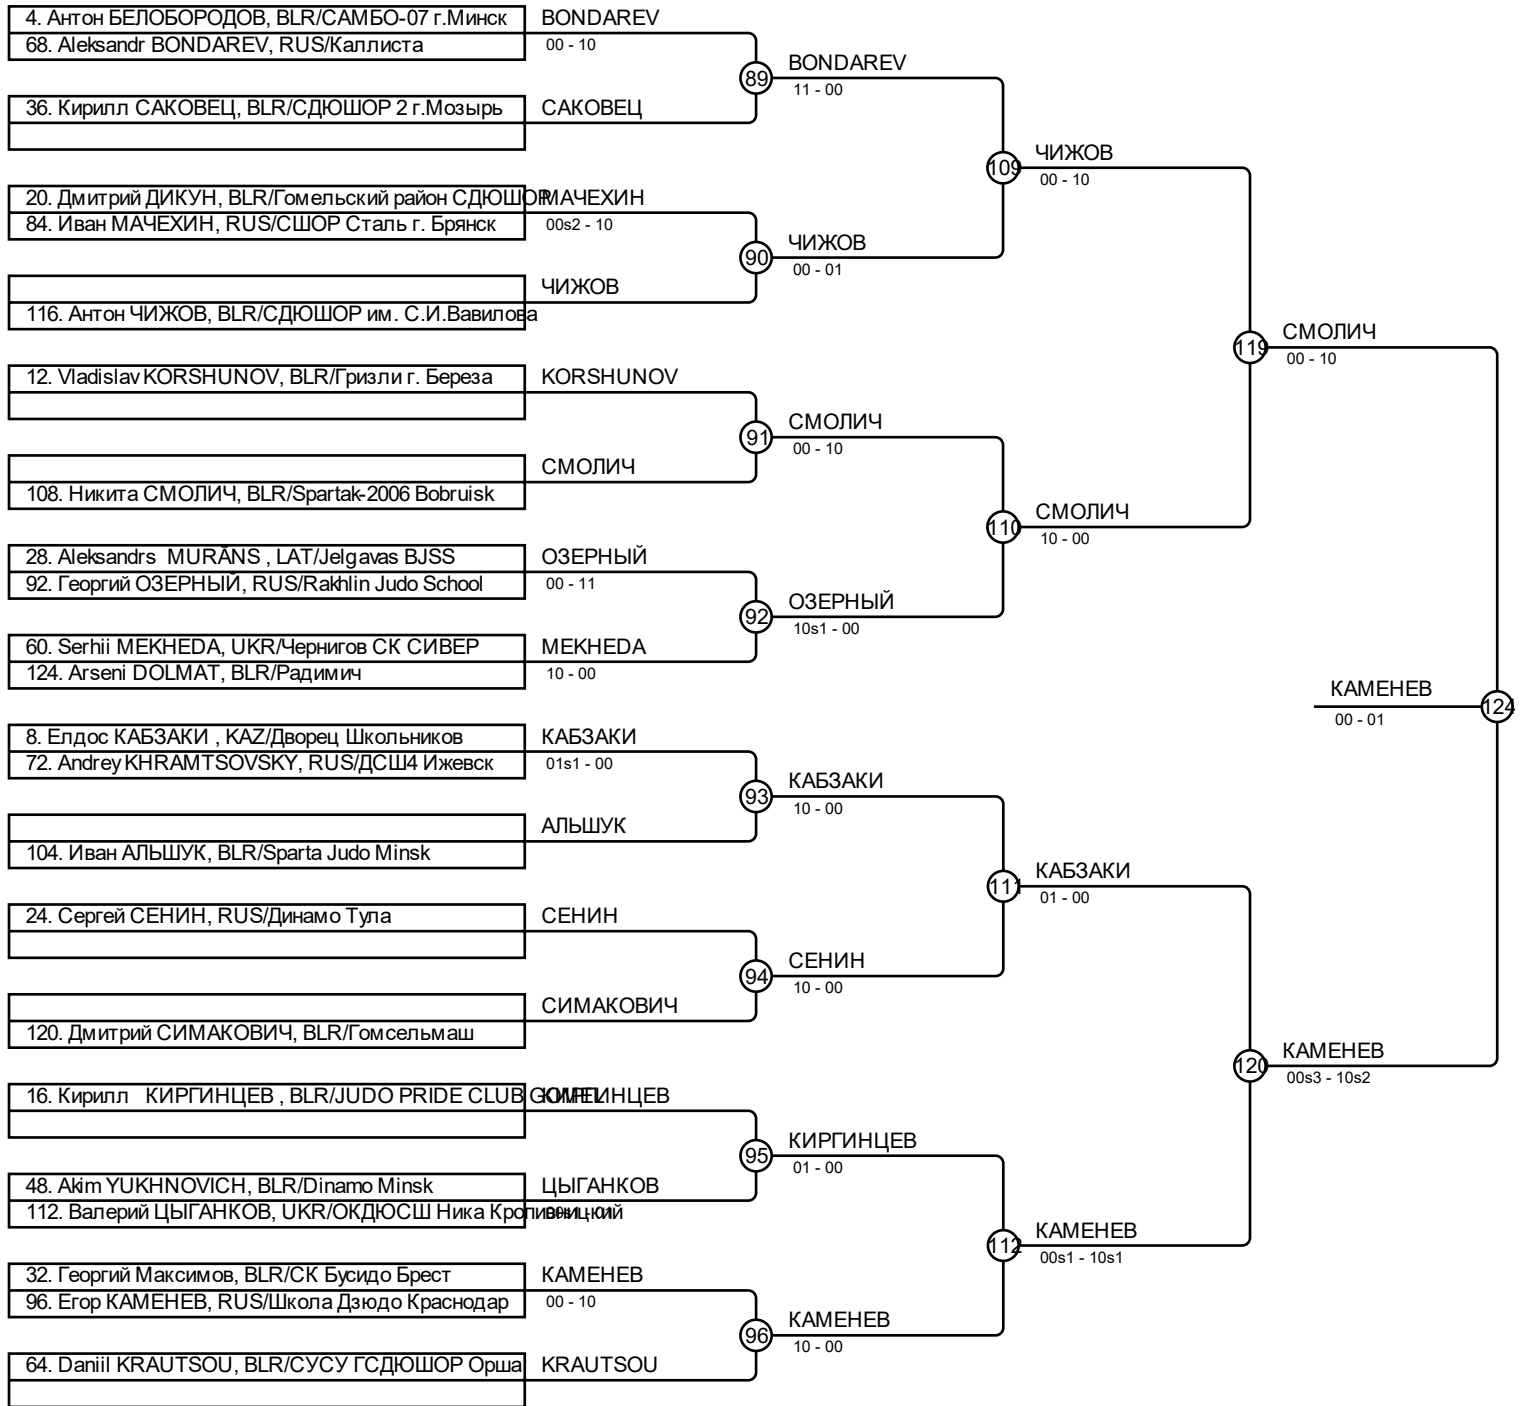 4. Антон БЕЛОБОРОДОВ, BLR/САМБО-07 г.Минск
68. Aleksandr BONDAREV, RUS/Каллиста
BONDAREV
00 - 10
89
BONDAREV
11 - 00
36. Кирилл САКОВЕЦ, BLR/СДЮШОР 2 г.Мозырь
САКОВЕЦ
109
ЧИЖОВ
00 - 10
20. Дмитрий ДИКУН, BLR/Гомельский район СДЮШОР
84. Иван МАЧЕХИН, RUS/СШОР Сталь г. Брянск
МАЧЕХИН
00s2 - 10
90
ЧИЖОВ
00 - 01
ЧИЖОВ
116. Антон ЧИЖОВ, BLR/СДЮШОР им. С.И.Вавилова
119
СМОЛИЧ
00 - 10
12. Vladislav KORSHUNOV, BLR/Гризли г. Береза
KORSHUNOV
91
СМОЛИЧ
00 - 10
СМОЛИЧ
108. Никита СМОЛИЧ, BLR/Spartak-2006 Bobruisk
110
СМОЛИЧ
10 - 00
28. Aleksandrs MURĀNS , LAT/Jelgavas BJSS
92. Георгий ОЗЕРНЫЙ, RUS/Rakhlin Judo School
ОЗЕРНЫЙ
00 - 11
92
ОЗЕРНЫЙ
10s1 - 00
60. Serhii MEKHEDA, UKR/Чернигов СК СИВЕР
124. Arseni DOLMAT, BLR/Радимич
MEKHEDA
10 - 00
КАМЕНЕВ
00 - 01
124
8. Елдос КАБЗАКИ , KAZ/Дворец Школьников
72. Andrey KHRAMTSOVSKY, RUS/ДСШ4 Ижевск
КАБЗАКИ
01s1 - 00
93
КАБЗАКИ
10 - 00
АЛЬШУК
104. Иван АЛЬШУК, BLR/Sparta Judo Minsk
111
КАБЗАКИ
01 - 00
24. Сергей СЕНИН, RUS/Динамо Тула
СЕНИН
94
СЕНИН
10 - 00
СИМАКОВИЧ
120. Дмитрий СИМАКОВИЧ, BLR/Гомсельмаш
120
КАМЕНЕВ
00s3 - 10s2
16. Кирилл КИРГИНЦЕВ , BLR/JUDO PRIDE CLUB GOMEL
КИРГИНЦЕВ
95
КИРГИНЦЕВ
01 - 00
48. Akim YUKHNOVICH, BLR/Dinamo Minsk
112. Валерий ЦЫГАНКОВ, UKR/ОКДЮСШ Ника Кропивницкий
ЦЫГАНКОВ
112
КАМЕНЕВ
00s1 - 10s1
32. Георгий Максимов, BLR/СК Бусидо Брест
96. Егор КАМЕНЕВ, RUS/Школа Дзюдо Краснодар
КАМЕНЕВ
00 - 10
96
КАМЕНЕВ
10 - 00
64. Daniil KRAUTSOU, BLR/СУСУ ГСДЮШОР Орша
KRAUTSOU